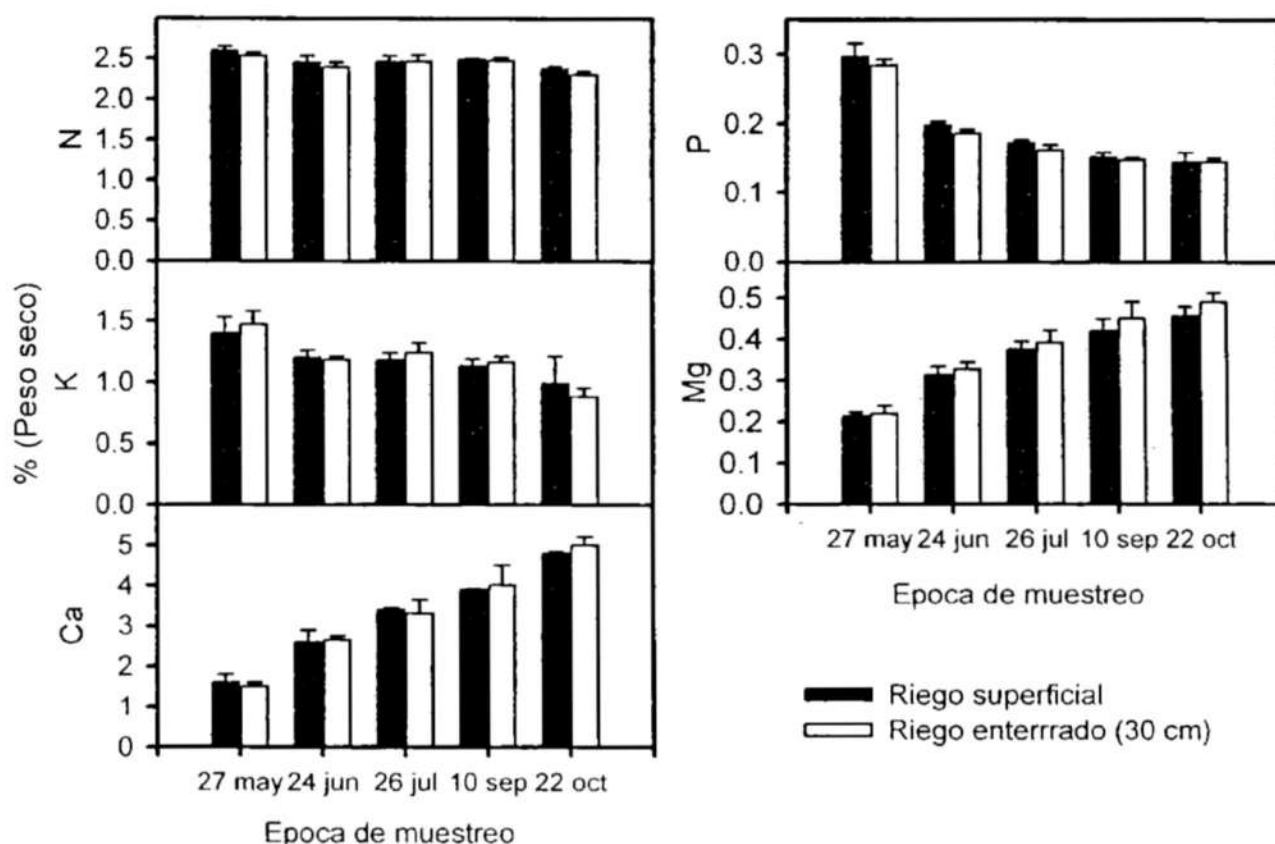 % (Peso seco)
N
2.5
2.0
1.5
1.0
0.5
0.0
K
1.5
1.0
0.5
0.0
Ca
5
4
3
2
1
0
27 may 24 jun 26 jul 10 sep 22 oct
Epoca de muestreo
P
0.3
0.2
0.1
0.0
Mg
0.5
0.4
0.3
0.2
0.1
0.0
27 may 24 jun 26 jul 10 sep 22 oct
Epoca de muestreo
Riego superficial
Riego enterrrado (30 cm)